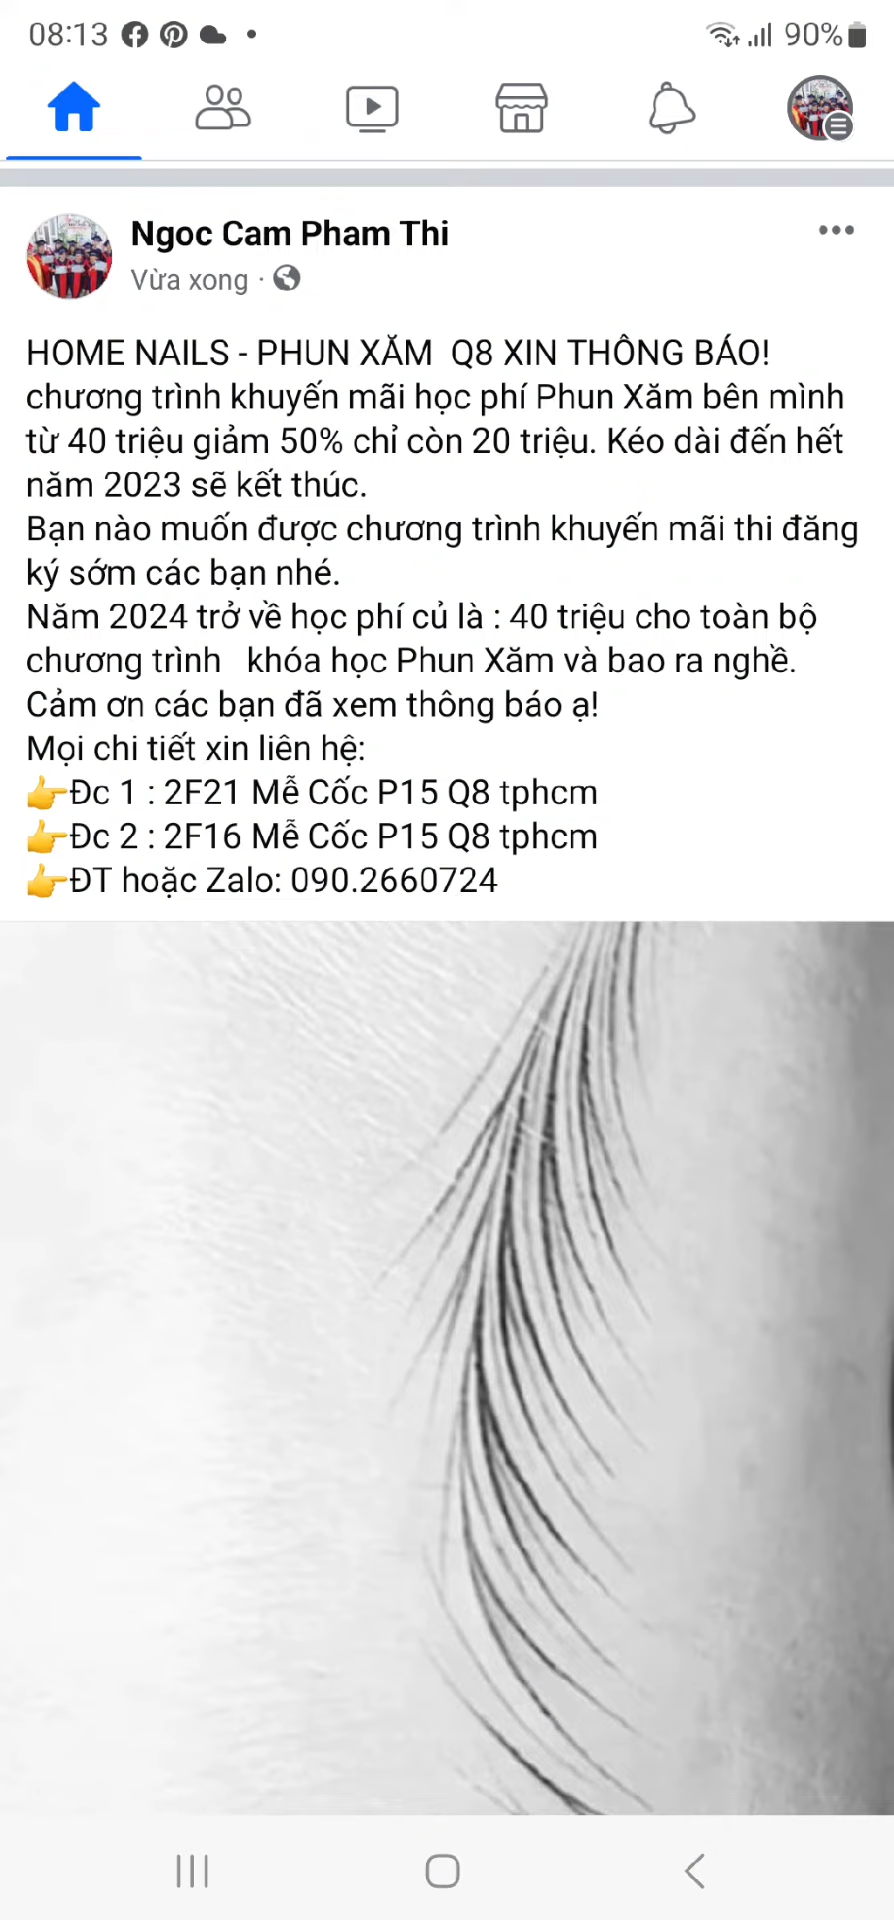 08:13
90%
Ngoc Cam Pham Thi
Vừa xong ·
HOME NAILS - PHUN XĂM Q8 XIN THÔNG BÁO!
chương trình khuyến mãi học phí Phun Xăm bên mình
từ 40 triệu giảm 50% chỉ còn 20 triệu. Kéo dài đến hết
năm 2023 sẽ kết thúc.
Bạn nào muốn được chương trình khuyến mãi thi đăng
ký sớm các bạn nhé.
Năm 2024 trở về học phí củ là : 40 triệu cho toàn bộ
chương trình khóa học Phun Xăm và bao ra nghề.
Cảm ơn các bạn đã xem thông báo ạ!
Mọi chi tiết xin liên hệ:
👉Đc 1 : 2F21 Mễ Cốc P15 Q8 tphcm
👉Đc 2 : 2F16 Mễ Cốc P15 Q8 tphcm
👉ĐT hoặc Zalo: 090.2660724